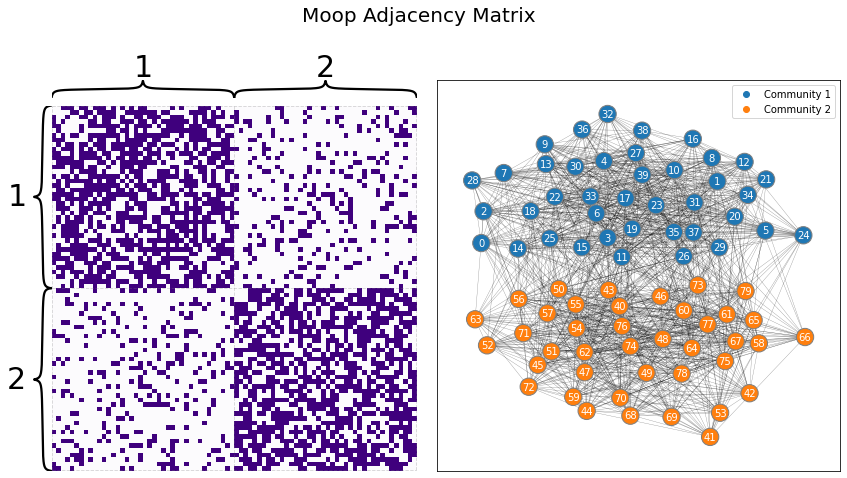 Moop Adjacency Matrix
1 2
1
2
Community 1
Community 2
32
36 38
16
9
27
13 30 4 8 12
10
7 39
28 1 21
22 33 17 34
31
2 18 6 23 20
19 35 37 5 24
0 25 3
14 15 29
11 26
73
50 43 79
56 46
55 40 60
63 57 61 65
54 76 77
71 48 66
52 67 58
51 62 74 64
45 75
47 49 78
72 42
59 70
44 68 69 53
41